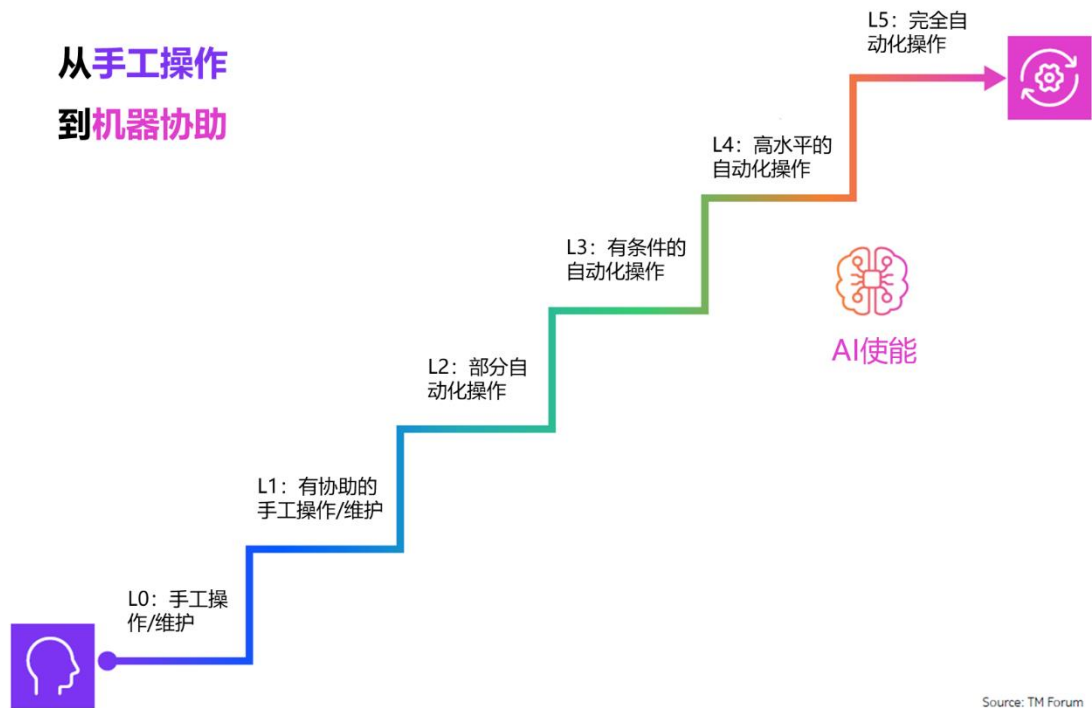 从手工操作
到机器协助
L5：完全自
动化操作
L4：高水平的
自动化操作
L3：有条件的
自动化操作
AI使能
L2：部分自
动化操作
L1：有协助的
手工操作/维护
L0：手工操
作/维护
Source: TM Forum